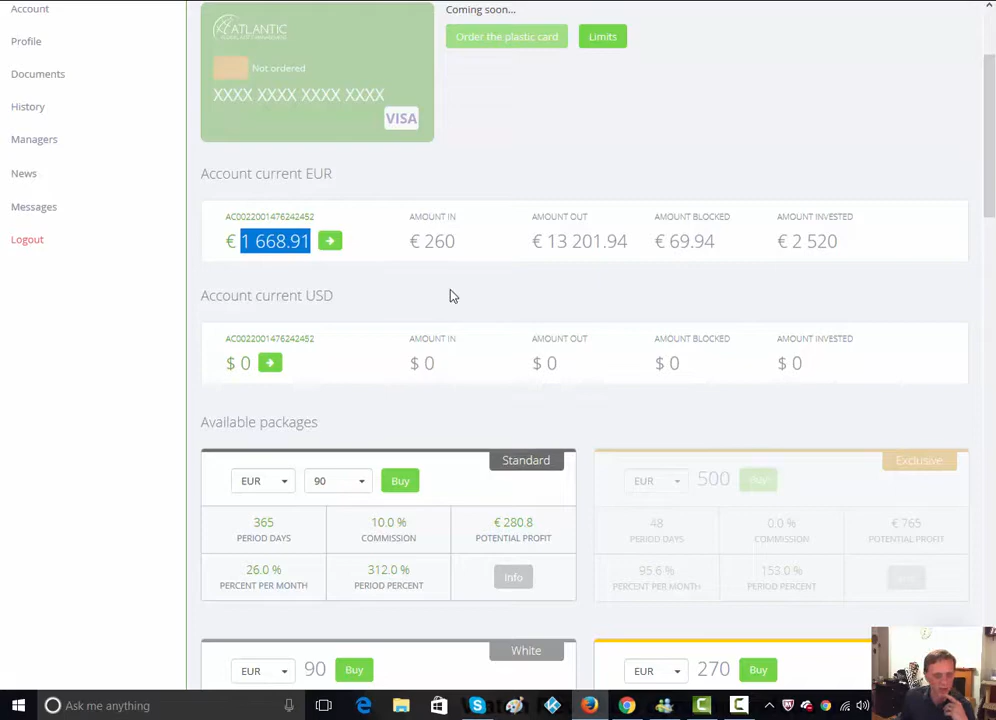 Account
Profile
Documents
History
Managers
News
Messages
Logout
ATLANTIC
Not ordered
XXXX XXXX XXXX XXXX
VISA
Coming soon...
Order the plastic card
Limits
Account current EUR
AC0022001476242452 AMOUNT IN AMOUNT OUT AMOUNT BLOCKED AMOUNT INVESTED
€ 1 668.91 € 260 € 13 201.94 € 69.94 € 2 520
Account current USD
AC0022001476242452 AMOUNT IN AMOUNT OUT AMOUNT BLOCKED AMOUNT INVESTED
$ 0 $ 0 $ 0 $ 0 $ 0
Available packages
Standard
EUR 90 Buy
365 10.0 % € 280.8
PERIOD DAYS COMMISSION POTENTIAL PROFIT
26.0 % 312.0 % Info
PERCENT PER MONTH PERIOD PERCENT
Exclusive
EUR 500 Buy
48 0.0 % € 765
PERIOD DAYS COMMISSION POTENTIAL PROFIT
95.6 % 153.0 %
PERCENT PER MONTH PERIOD PERCENT
White
EUR 90 Buy
EUR 270 Buy
Ask me anything